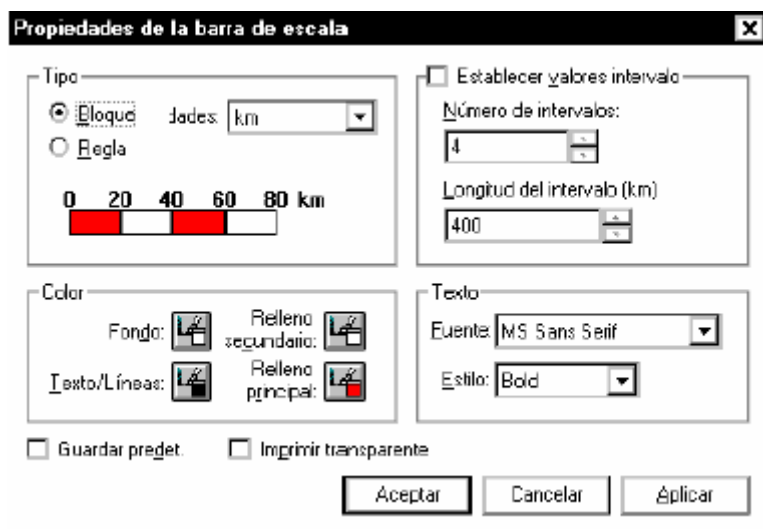 Propiedades de la barra de escala
Tipo
Bloque
dades: km
Regla
0 20 40 60 80 km
Establecer valores intervalo
Número de intervalos:
4
Longitud del intervalo (km)
400
Color
Fondo:
Relleno secundario:
Texto/Líneas:
Relleno principal:
Texto
Fuente: MS Sans Serif
Estilo: Bold
Guardar predet.
Imprimir transparente
Aceptar
Cancelar
Aplicar